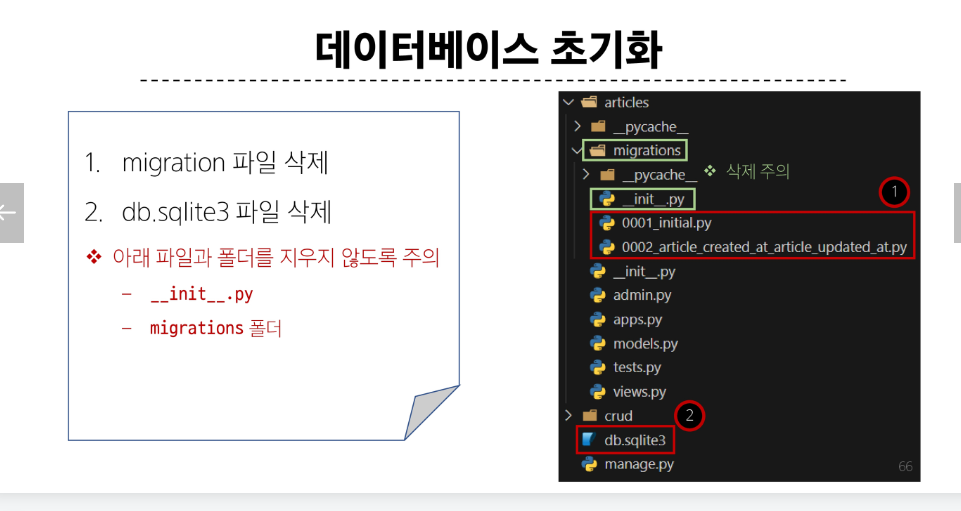 데이터베이스 초기화
1. migration 파일 삭제
2. db.sqlite3 파일 삭제
❖ 아래 파일과 폴더를 지우지 않도록 주의
– __init__.py
– migrations 폴더
articles
__pycache__
migrations
__pycache__ ❖ 삭제 주의
__init__.py
1
0001_initial.py
0002_article_created_at_article_updated_at.py
__init__.py
admin.py
apps.py
models.py
tests.py
views.py
crud
2
db.sqlite3
manage.py
66